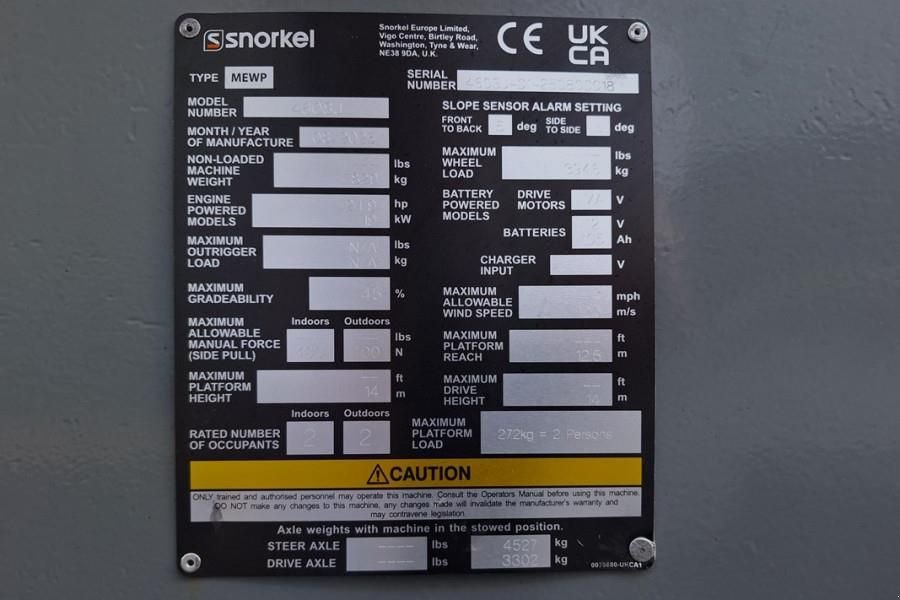 snorkel
Snorkel Europe Limited,
Vigo Centre, Birtley Road,
Washington, Tyne & Wear,
NE38 9DA, U.K.
CE
UK
CA
TYPE MEWP
SERIAL
NUMBER
MODEL
NUMBER
SLOPE SENSOR ALARM SETTING
FRONT
TO BACK deg
SIDE
TO SIDE deg
MONTH / YEAR
OF MANUFACTURE
NON-LOADED
MACHINE
WEIGHT
lbs
kg
MAXIMUM
WHEEL
LOAD
lbs
kg
ENGINE
POWERED
MODELS
hp
kW
BATTERY
POWERED
MODELS
DRIVE
MOTORS V
BATTERIES
V
Ah
MAXIMUM
OUTRIGGER
LOAD
N/A lbs
N/A kg
CHARGER
INPUT V
MAXIMUM
GRADEABILITY 45 %
MAXIMUM
ALLOWABLE
WIND SPEED
mph
m/s
MAXIMUM
ALLOWABLE
MANUAL FORCE
(SIDE PULL)
Indoors Outdoors
lbs
N
MAXIMUM
PLATFORM
REACH
--- ft
12.5 m
MAXIMUM
PLATFORM
HEIGHT
ft
14 m
MAXIMUM
DRIVE
HEIGHT
-- ft
14 m
RATED NUMBER
OF OCCUPANTS
Indoors Outdoors
2 2
MAXIMUM
PLATFORM
LOAD
272kg = 2 Persons
CAUTION
ONLY trained and authorised personnel may operate this machine. Consult the Operators Manual before using this machine.
DO NOT make any changes to this machine, any changes made will invalidate the manufacturer's warranty and
may contravene legislation.
Axle weights with machine in the stowed position.
STEER AXLE ---- lbs 4527 kg
DRIVE AXLE ---- lbs 3302 kg